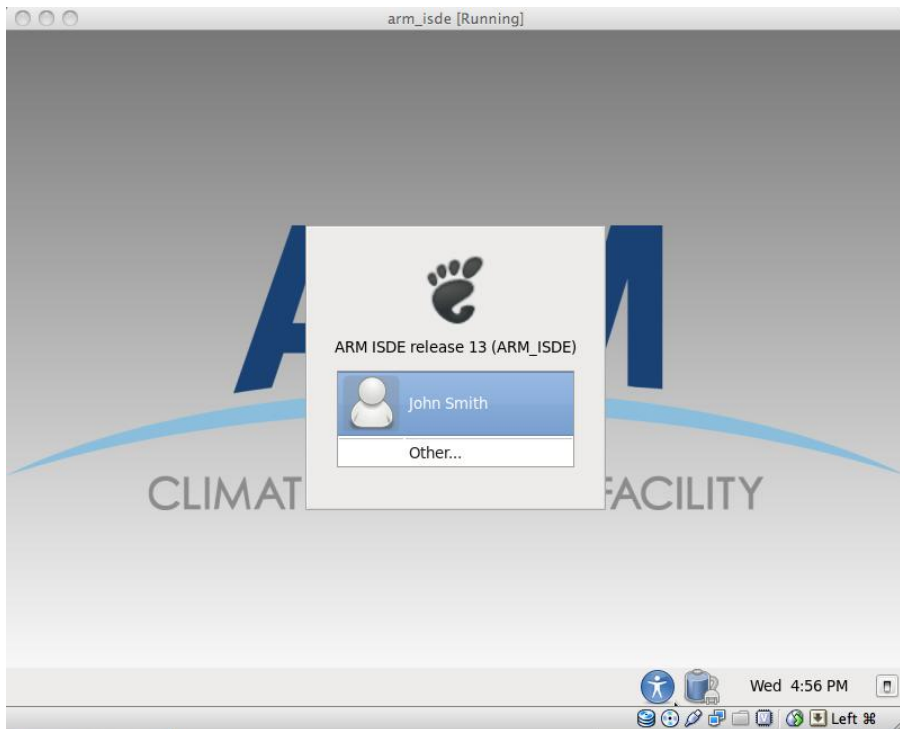 arm_isde [Running]
ARM ISDE release 13 (ARM_ISDE)
John Smith
Other...
CLIMAT FACILITY
Wed 4:56 PM
Left ⌘